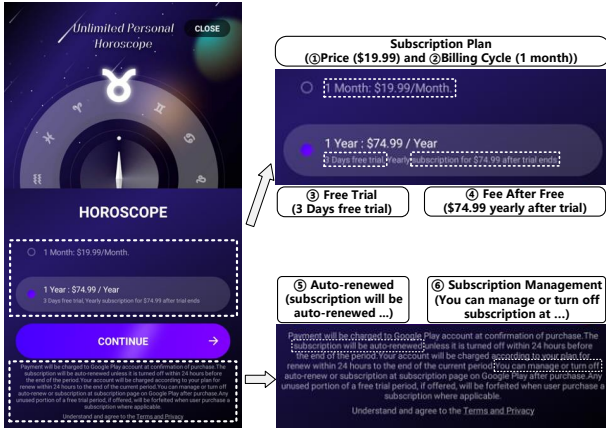 Unlimited Personal
Horoscope
CLOSE
HOROSCOPE
1 Month: $19.99/Month.
1 Year : $74.99 / Year
3 Days free trial, Yearly subscription for $74.99 after trial ends
CONTINUE →
Payment will be charged to Google Play account at confirmation of purchase.The
subscription will be auto-renewed unless it is turned off within 24 hours before
the end of the period.Your account will be charged according to your plan for
renew within 24 hours to the end of the current period.You can manage or turn off
auto-renew or subscription at subscription-page on Google Play after purchase.Any
unused portion of a free trial period, if offered, will be forfeited when user purchase a
subscription where applicable.
Understand and agree to the Terms and Privacy
Subscription Plan
(①Price ($19.99) and ②Billing Cycle (1 month))
1 Month: $19.99/Month.
1 Year : $74.99 / Year
3 Days free trial, Yearly subscription for $74.99 after trial ends
③ Free Trial
(3 Days free trial)
④ Fee After Free
($74.99 yearly after trial)
⑤ Auto-renewed
(subscription will be
auto-renewed ...)
⑥ Subscription Management
(You can manage or turn off
subscription at ...)
Payment will be charged to Google Play account at confirmation of purchase.The
subscription will be auto-renewed unless it is turned off within 24 hours before
the end of the period.Your account will be charged according to your plan for
renew within 24 hours to the end of the current period.You can manage or turn off
auto-renew or subscription at subscription page on Google Play after purchase.Any
unused portion of a free trial period, if offered, will be forfeited when user purchase a
subscription where applicable.
Understand and agree to the Terms and Privacy